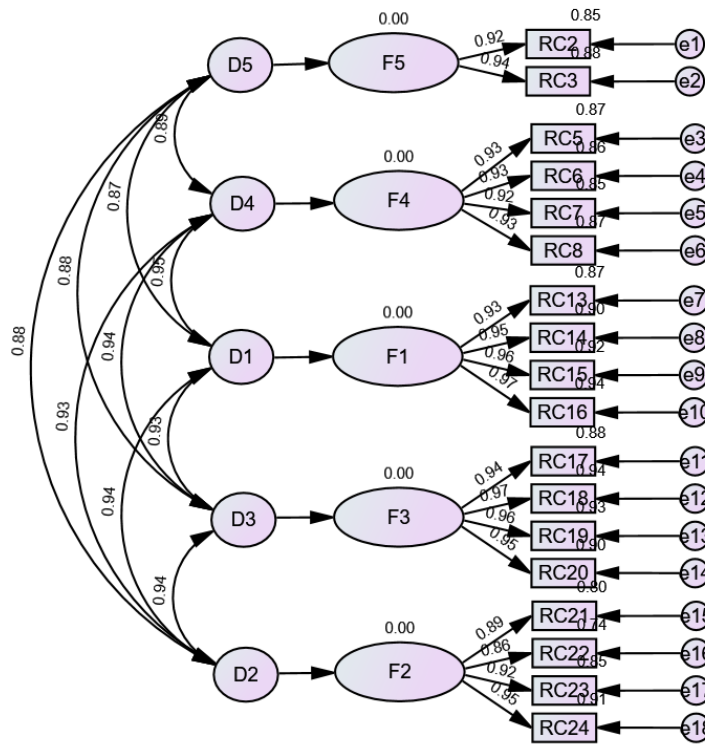 0.85
0.00
D5
F5
0.92
RC2
e1
0.88
0.94
RC3
e2
0.89
0.87
0.00
0.93
RC5
e3
0.86
D4
F4
0.93
RC6
e4
0.85
0.92
RC7
e5
0.87
0.93
RC8
e6
0.87
0.95
0.87
0.00
0.93
RC13
e7
0.90
D1
F1
0.95
RC14
e8
0.92
0.96
RC15
e9
0.94
0.97
RC16
e10
0.88
0.88
0.94
0.93
0.93
0.94
0.88
0.00
0.94
RC17
e11
0.94
D3
F3
0.97
RC18
e12
0.93
0.96
RC19
e13
0.90
0.95
RC20
e14
0.94
0.80
0.00
0.89
RC21
e15
0.74
D2
F2
0.86
RC22
e16
0.85
0.92
RC23
e17
0.91
0.95
RC24
e18